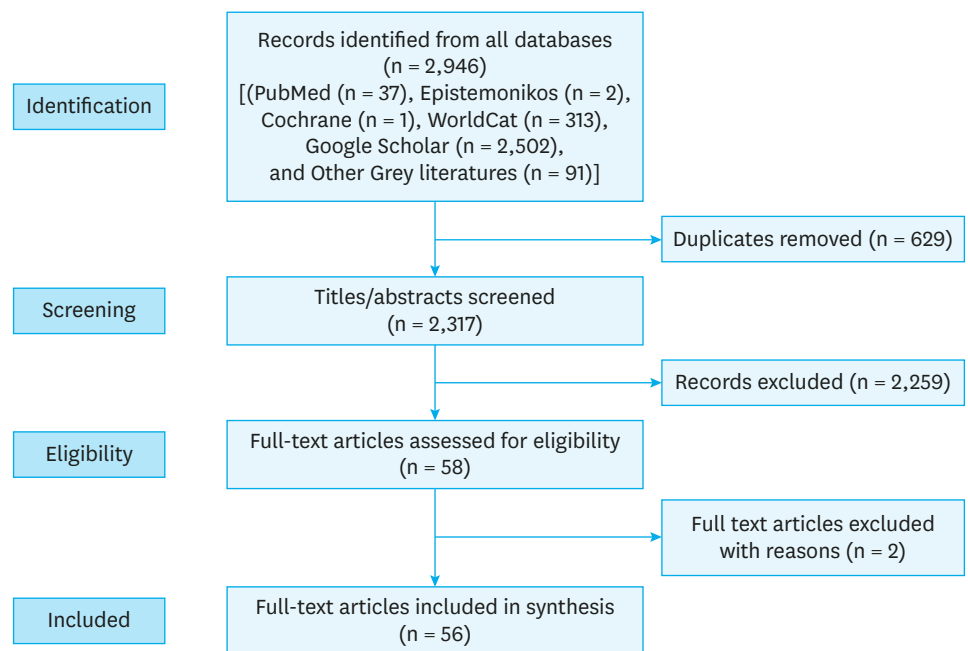 Identification
Records identified from all databases
(n = 2,946)
[(PubMed (n = 37), Epistemonikos (n = 2),
Cochrane (n = 1), WorldCat (n = 313),
Google Scholar (n = 2,502),
and Other Grey literatures (n = 91)]
Duplicates removed (n = 629)
Screening
Titles/abstracts screened
(n = 2,317)
Records excluded (n = 2,259)
Eligibility
Full-text articles assessed for eligibility
(n = 58)
Full text articles excluded
with reasons (n = 2)
Included
Full-text articles included in synthesis
(n = 56)